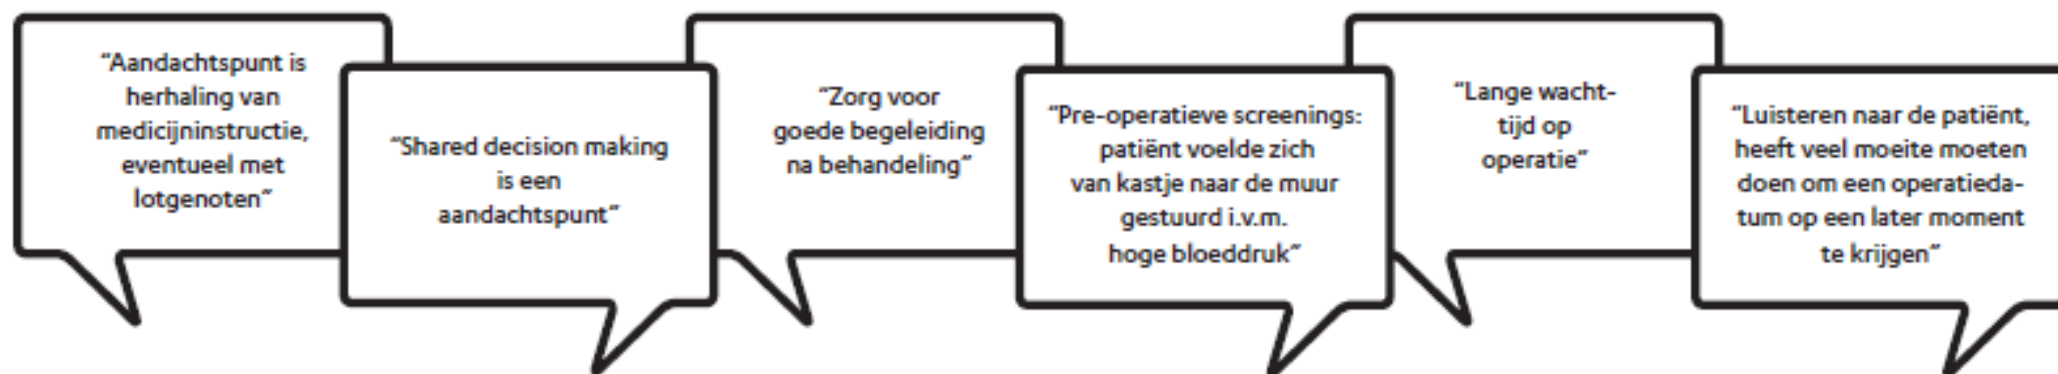 “Aandachtspunt is
herhaling van
medicijninstructie,
eventueel met
lotgenoten”
“Shared decision making
is een
aandachtspunt”
“Zorg voor
goede begeleiding
na behandeling”
“Pre-operatieve screenings:
patiënt voelde zich
van kastje naar de muur
gestuurd i.v.m.
hoge bloeddruk”
“Lange wacht-
tijd op
operatie”
“Luisteren naar de patiënt,
heeft veel moeite moeten
doen om een operatieda-
tum op een later moment
te krijgen”